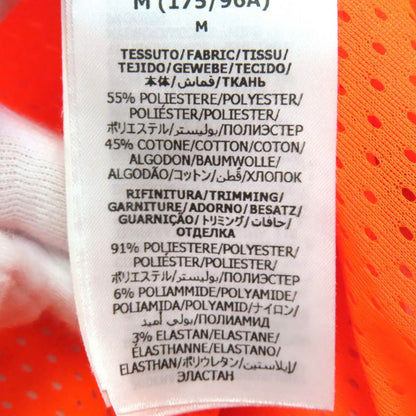 M (175/96A)
M
TESSUTO/FABRIC/TISSU/
TEJIDO/GEWEBE/TECIDO/
本体/قماش/ТКАНЬ
55% POLIESTERE/POLYESTER/
POLIÉSTER/POLIESTER/
ポリエステル/بوليستر/ПОЛИЭСТЕР
45% COTONE/COTTON/COTON/
ALGODON/BAUMWOLLE/
ALGODÃO/コットン/قطن/ХЛОПОК
RIFINITURA/TRIMMING/
GARNITURE/ADORNO/BESATZ/
GUARNIÇÃO/トリミング/حافات/
ОТДЕЛКА
91% POLIESTERE/POLYESTER/
POLIÉSTER/POLIESTER/
ポリエステル/بوليستر/ПОЛИЭСТЕР
6% POLIAMMIDE/POLYAMIDE/
POLIAMIDA/POLYAMID/ナイロン/
بولي أميد/ПОЛИАМИД
3% ELASTAN/ELASTANE/
ÉLASTHANNE/ELASTANO/
ELASTHAN/ポリウレタン/إيلاستين/
ЭЛАСТАН